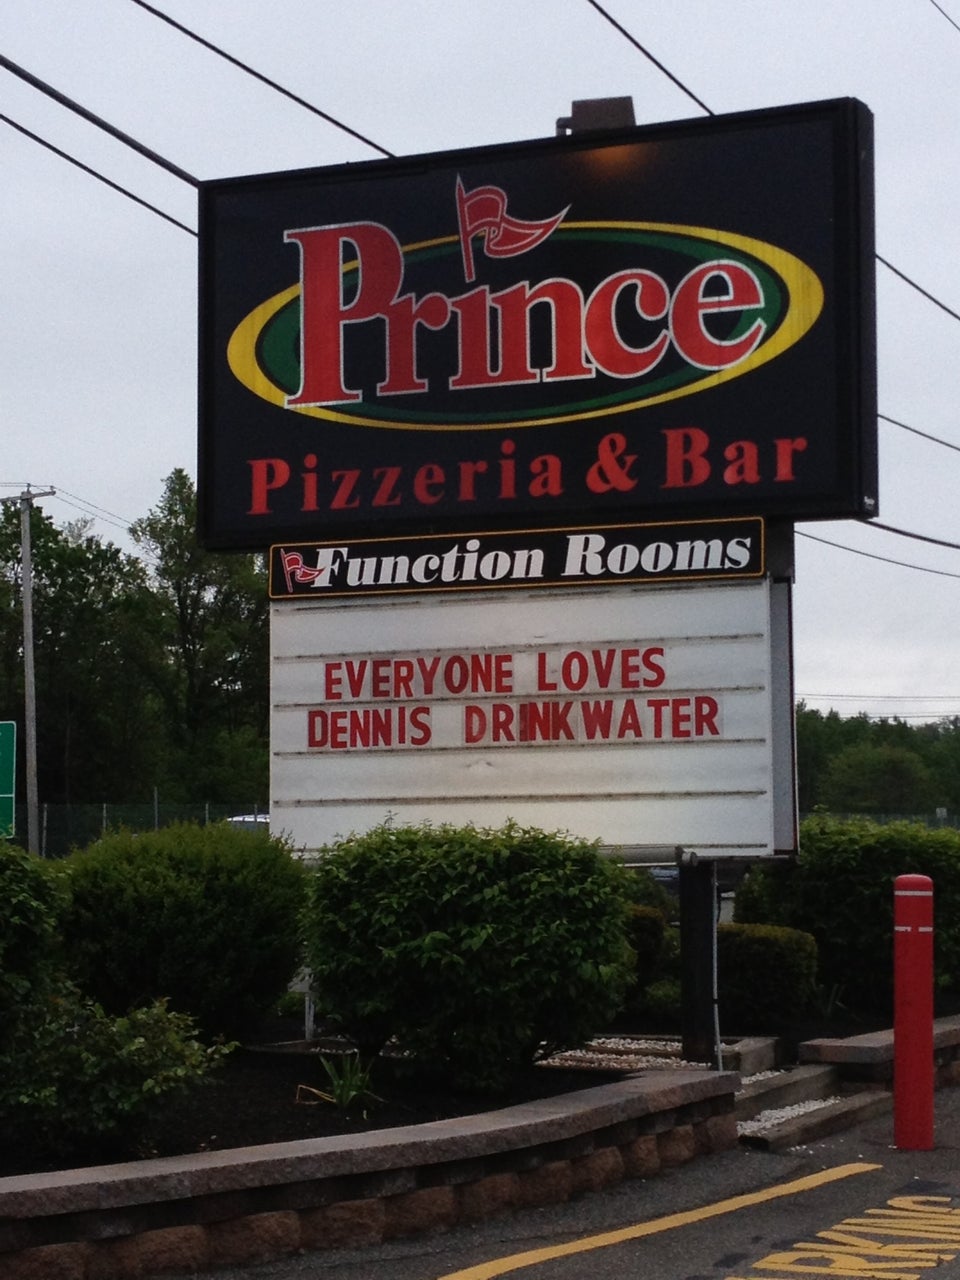 Prince
Pizzeria & Bar
Function Rooms
EVERYONE LOVES
DENNIS DRINKWATER